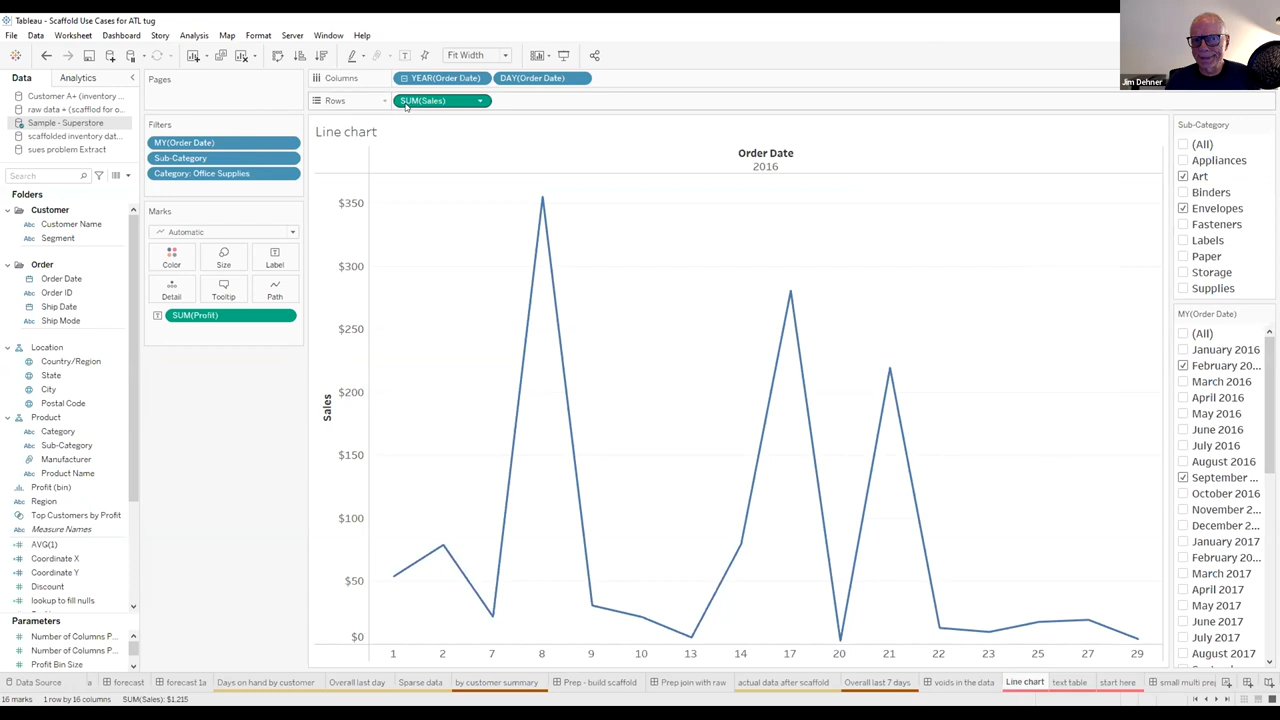 Tableau - Scaffold Use Cases for ATL tug
File Data Worksheet Dashboard Story Analysis Map Format Server Window Help
Fit Width
Jim Dehner
Data Analytics
Customer A+ (inventory ...
raw data + (scafflod for o...
Sample - Superstore
scaffolded inventory dat...
sues problem Extract
Search
Folders
Customer
Abc Customer Name
Abc Segment
Order
Order Date
Abc Order ID
Ship Date
Abc Ship Mode
Location
Country/Region
State
City
Postal Code
Product
Abc Category
Abc Sub-Category
Manufacturer
Abc Product Name
Profit (bin)
Abc Region
Top Customers by Profit
Abc Measure Names
AVG(1)
Coordinate X
Coordinate Y
Discount
lookup to fill nulls
Parameters
Number of Columns P...
Number of Columns P...
Profit Bin Size
Pages
Filters
MY(Order Date)
Sub-Category
Category: Office Supplies
Marks
Automatic
Color Size Label
Detail Tooltip Path
SUM(Profit)
Columns YEAR(Order Date) DAY(Order Date)
Rows SUM(Sales)
Line chart
Order Date
2016
Sales
$350
$300
$250
$200
$150
$100
$50
$0
1 2 7 8 9 10 13 14 17 20 21 22 23 25 27 29
Sub-Category
(All)
Appliances
Art
Binders
Envelopes
Fasteners
Labels
Paper
Storage
Supplies
MY(Order Date)
(All)
January 2016
February 20...
March 2016
April 2016
May 2016
June 2016
July 2016
August 2016
September ...
October 2016
November 2...
December 2...
January 2017
February 20...
March 2017
April 2017
May 2017
June 2017
July 2017
August 2017
Data Source a forecast forecast 1a Days on hand by customer Overall last day Sparse data by customer summary Prep - build scaffold Prep join with raw actual data after scaffold Overall last 7 days voids in the data Line chart text table start here small multi prep
16 marks 1 row by 16 columns SUM(Sales): $1,215